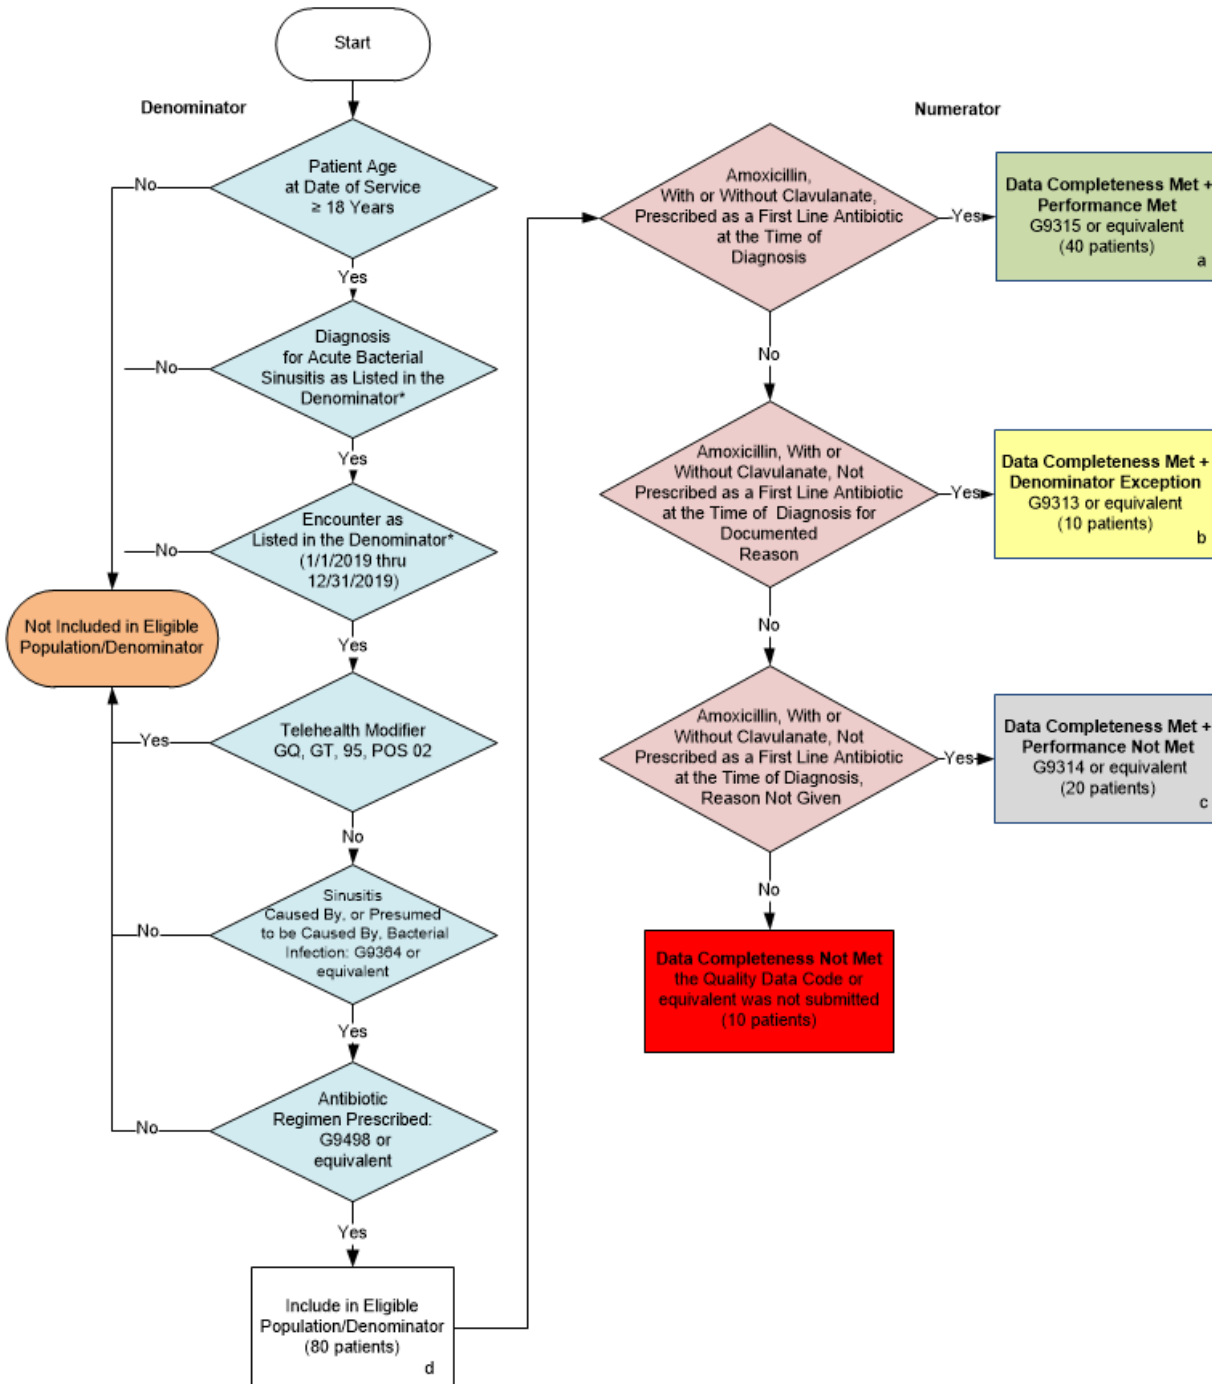 Start
Denominator
Patient Age
at Date of Service
≥ 18 Years
No
Yes
Diagnosis
for Acute Bacterial
Sinusitis as Listed in the
Denominator*
No
Yes
Encounter as
Listed in the Denominator*
(1/1/2019 thru
12/31/2019)
No
Yes
Not Included in Eligible
Population/Denominator
Telehealth Modifier
GQ, GT, 95, POS 02
Yes
No
Sinusitis
Caused By, or Presumed
to be Caused By, Bacterial
Infection: G9364 or
equivalent
No
Yes
Antibiotic
Regimen Prescribed:
G9498 or
equivalent
No
Yes
Include in Eligible
Population/Denominator
(80 patients)
d
Numerator
Amoxicillin,
With or Without Clavulanate,
Prescribed as a First Line Antibiotic
at the Time of
Diagnosis
Yes
Data Completeness Met +
Performance Met
G9315 or equivalent
(40 patients)
a
No
Amoxicillin, With or
Without Clavulanate, Not
Prescribed as a First Line Antibiotic
at the Time of Diagnosis for
Documented
Reason
Yes
Data Completeness Met +
Denominator Exception
G9313 or equivalent
(10 patients)
b
No
Amoxicillin, With or
Without Clavulanate, Not
Prescribed as a First Line Antibiotic
at the Time of Diagnosis,
Reason Not Given
Yes
Data Completeness Met +
Performance Not Met
G9314 or equivalent
(20 patients)
c
No
Data Completeness Not Met
the Quality Data Code or
equivalent was not submitted
(10 patients)